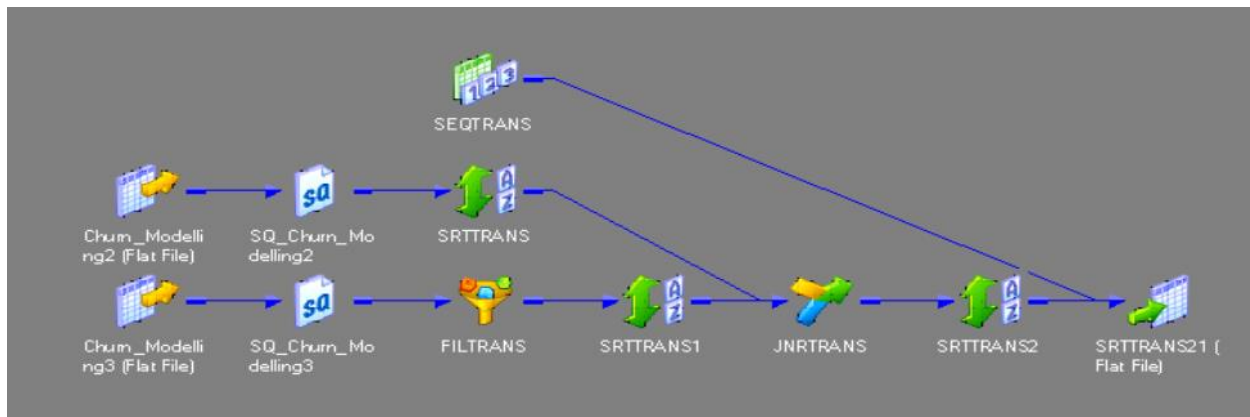 SEQTRANS
Churn_Modelli
ng2 (Flat File)
SQ_Churn_Mo
delling2
SRTTRANS
Churn_Modelli
ng3 (Flat File)
SQ_Churn_Mo
delling3
FILTRANS
SRTTRANS1
JNRTRANS
SRTTRANS2
SRTTRANS21 (
Flat File)